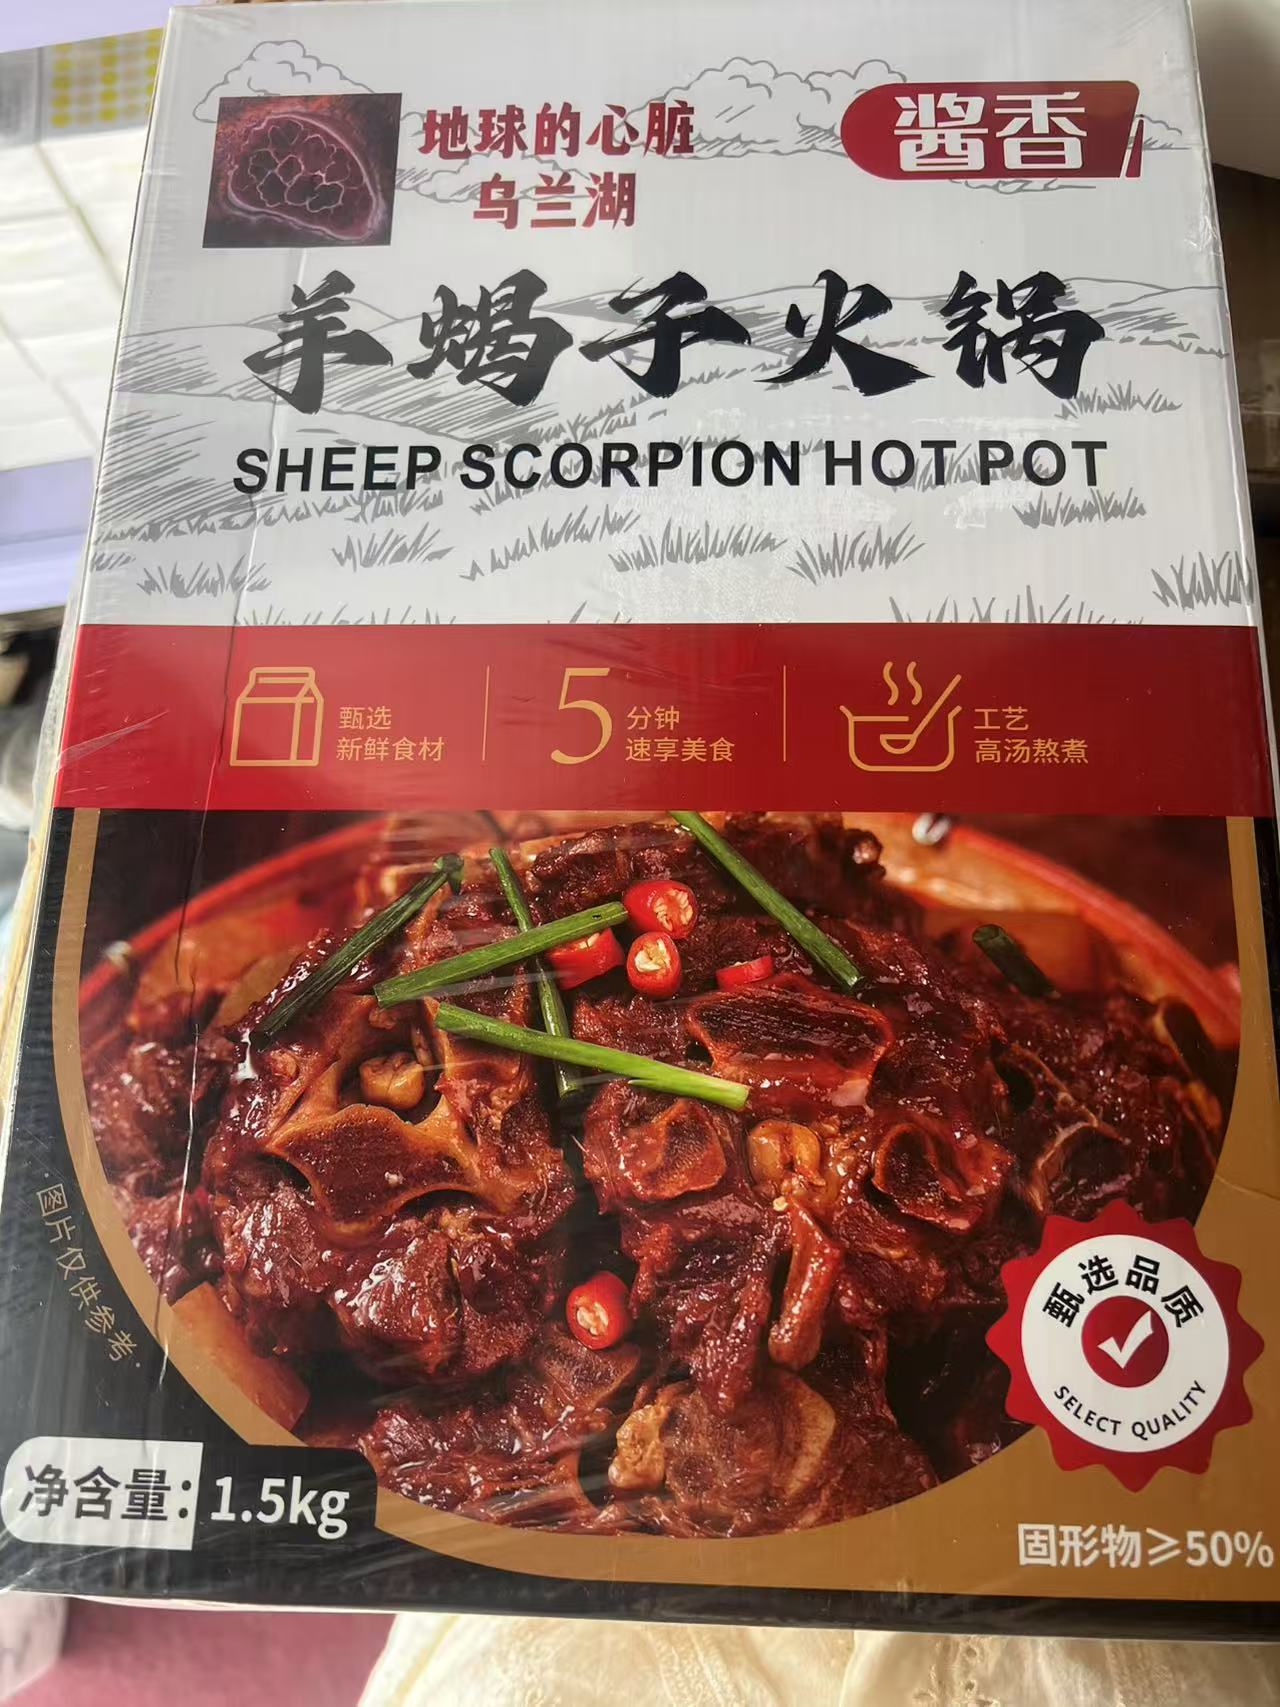 地球的心脏
乌兰湖
酱香
羊蝎子火锅
SHEEP SCORPION HOT POT
甄选
新鲜食材
5
分钟
速享美食
工艺
高汤熬煮
·图片仅供参考·
甄选品质
SELECT QUALITY
净含量：1.5kg
固形物≥50%